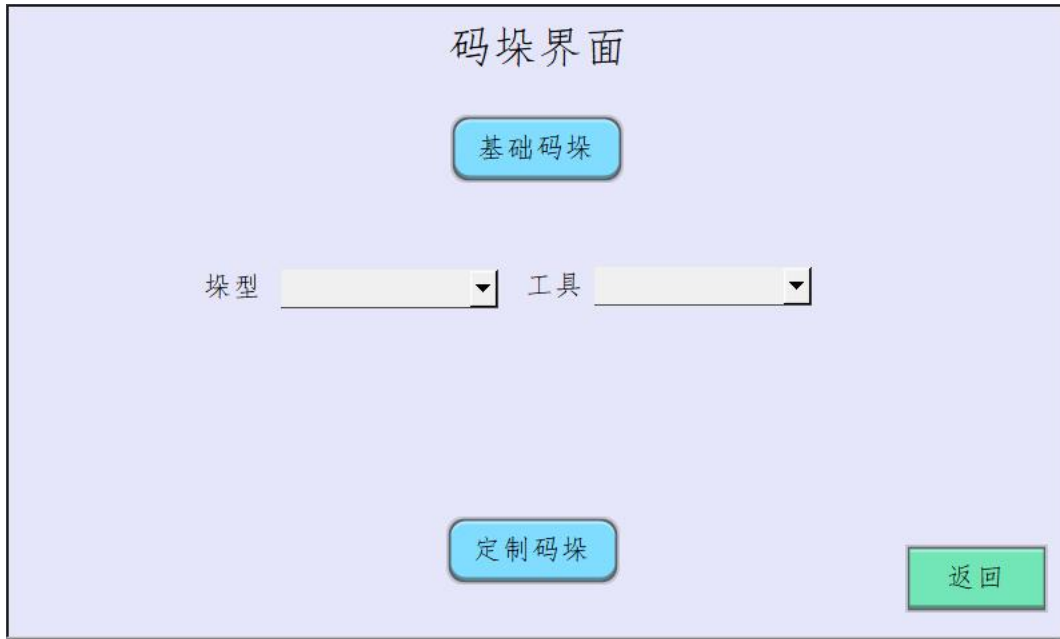 码垛界面
基础码垛
垛型 工具
定制码垛
返回